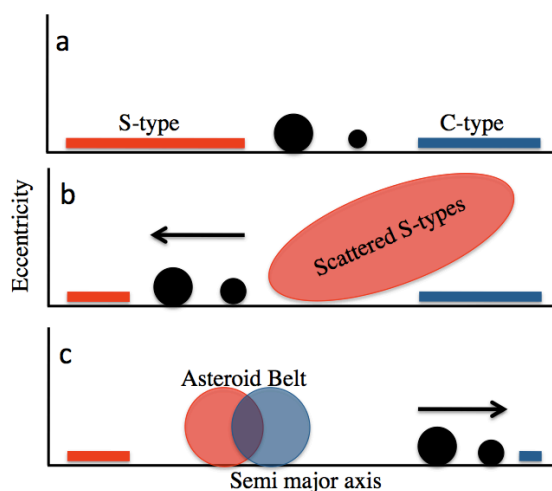 a
S-type
C-type
Eccentricity
b
Scattered S-types
c
Asteroid Belt
Semi major axis